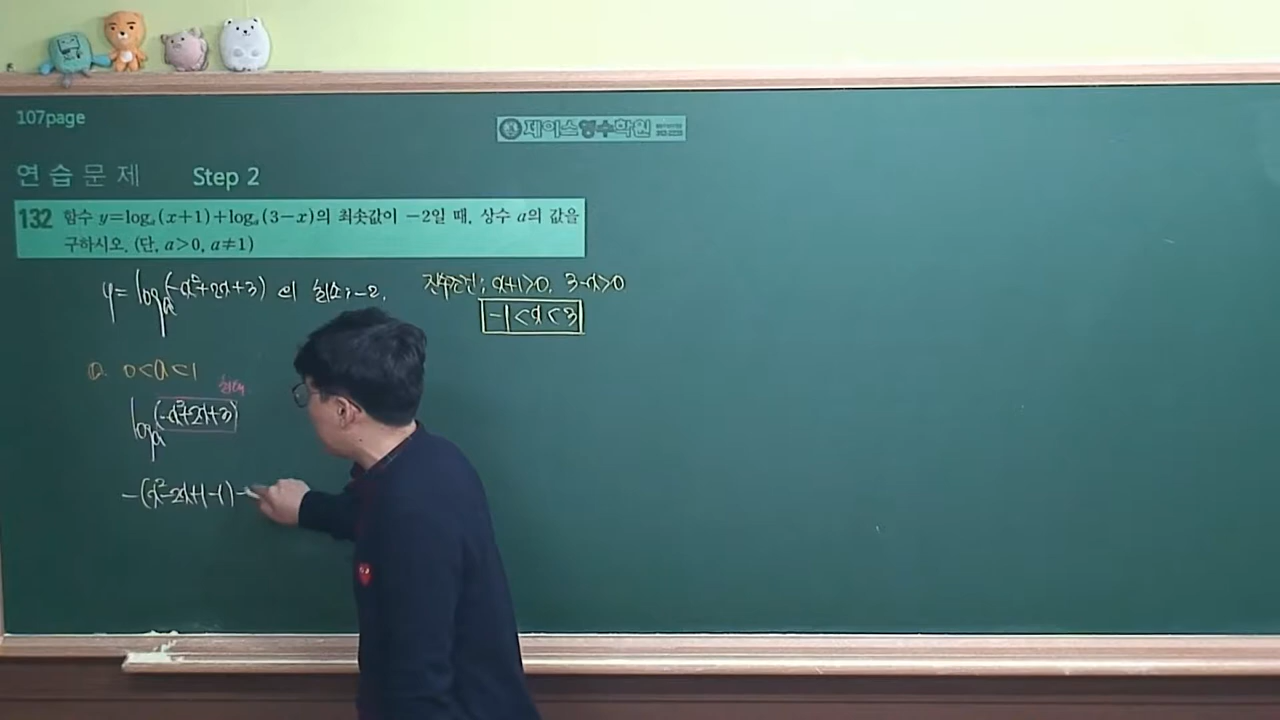 107page
제이스영수학원
연습문제 Step 2
132 함수 y=logₐ(x+1)+logₐ(3-x)의 최솟값이 -2일 때, 상수 a의 값을
구하시오. (단, a>0, a≠1)
y= logₐ(-x²+2x+3) 의 최소: -2.
진수조건: x+1>0, 3-x>0
-1<x<3
①. 0<a<1
최대
logₐ(-x²+2x+3)
-(x²-2x+1-1)+